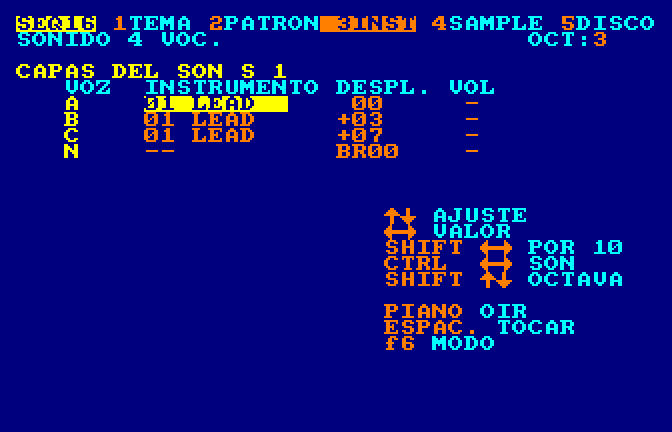 SEQ16 1TEMA 2PATRON 3INST 4SAMPLE 5DISCO
SONIDO 4 VOC. OCT:3
CAPAS DEL SON S 1
VOZ INSTRUMENTO DESPL. VOL
A 01 LEAD 00 -
B 01 LEAD +03 -
C 01 LEAD +07 -
N -- BR00 -
↑↓ AJUSTE
↔ VALOR
SHIFT ↔ POR 10
CTRL ↔ SON
SHIFT ↑↓ OCTAVA
PIANO OIR
ESPAC. TOCAR
f6 MODO